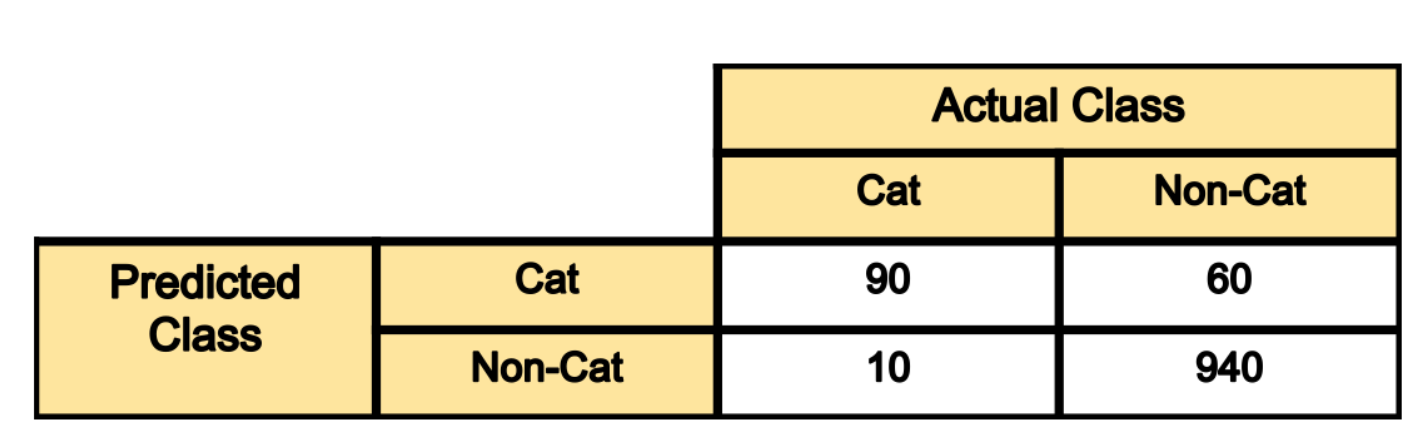 Actual Class
Cat Non-Cat
Predicted
Class
Cat 90 60
Non-Cat 10 940